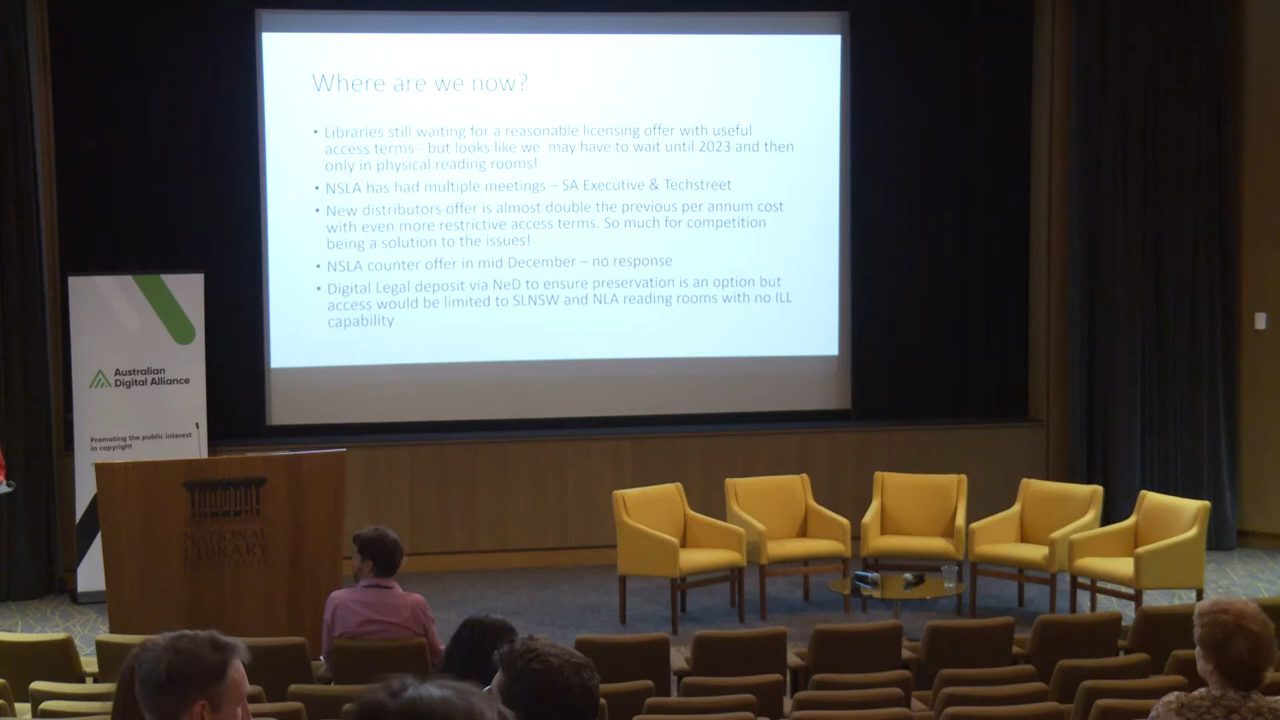 Where are we now?
• Libraries still waiting for a reasonable licensing offer with useful
access terms - but looks like we may have to wait until 2023 and then
only in physical reading rooms!
• NSLA has had multiple meetings – SA Executive & Techstreet
• New distributors offer is almost double the previous per annum cost
with even more restrictive access terms. So much for competition
being a solution to the issues!
• NSLA counter offer in mid December – no response
• Digital Legal deposit via NeD to ensure preservation is an option but
access would be limited to SLNSW and NLA reading rooms with no ILL
capability
Australian
Digital Alliance
Promoting the public interest
in copyright
NATIONAL
LIBRARY
OF AUSTRALIA